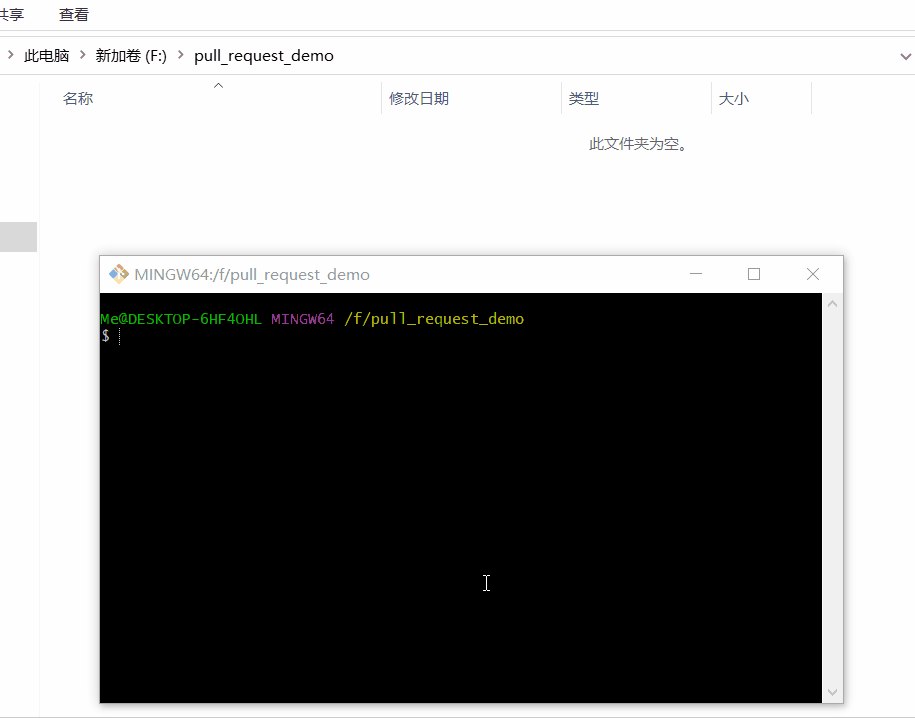 共享 查看
此电脑 新加卷 (F:) pull_request_demo
名称 修改日期 类型 大小
此文件夹为空。
MINGW64:/f/pull_request_demo
Me@DESKTOP-6HF4OHL MINGW64 /f/pull_request_demo
$